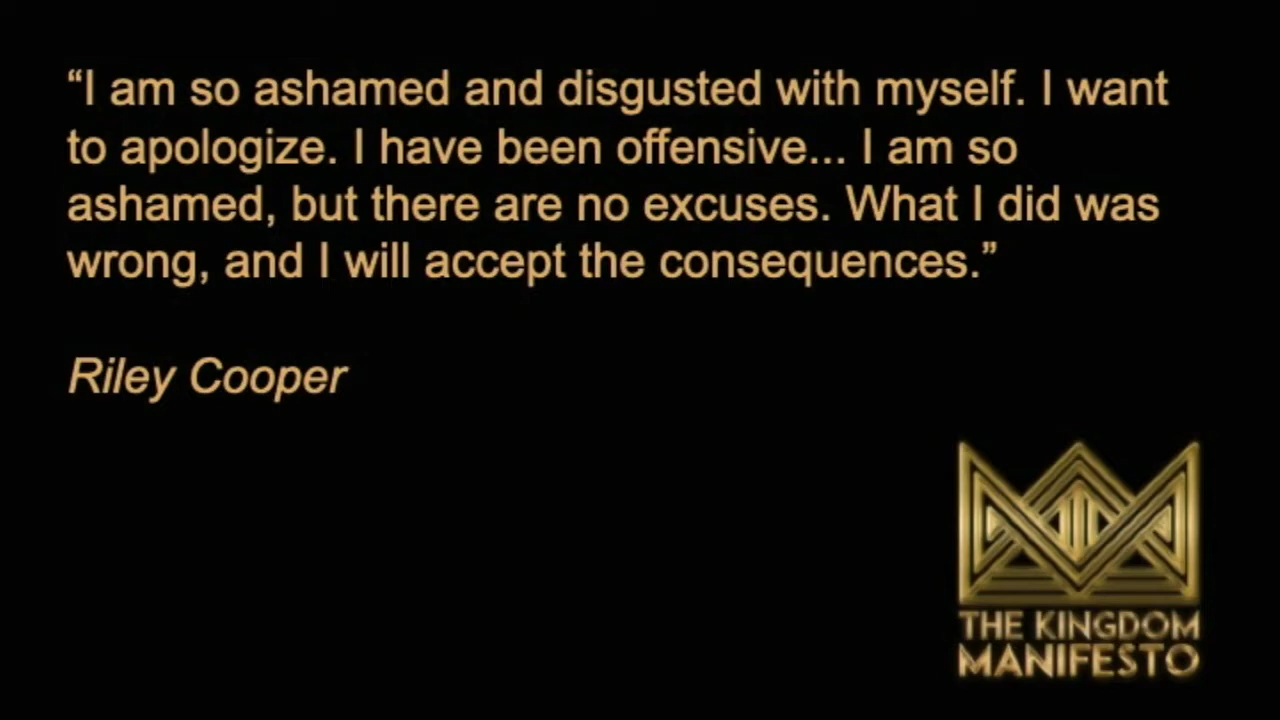 “I am so ashamed and disgusted with myself. I want
to apologize. I have been offensive... I am so
ashamed, but there are no excuses. What I did was
wrong, and I will accept the consequences.”
Riley Cooper
THE KINGDOM
MANIFESTO